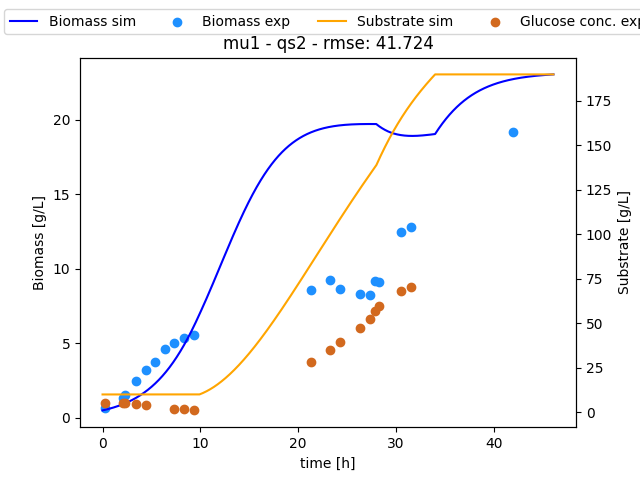 Biomass sim Biomass exp Substrate sim Glucose conc. exp
mu1 - qs2 - rmse: 41.724
Biomass [g/L]
0
5
10
15
20
0 10 20 30 40
time [h]
0
25
50
75
100
125
150
175
Substrate [g/L]